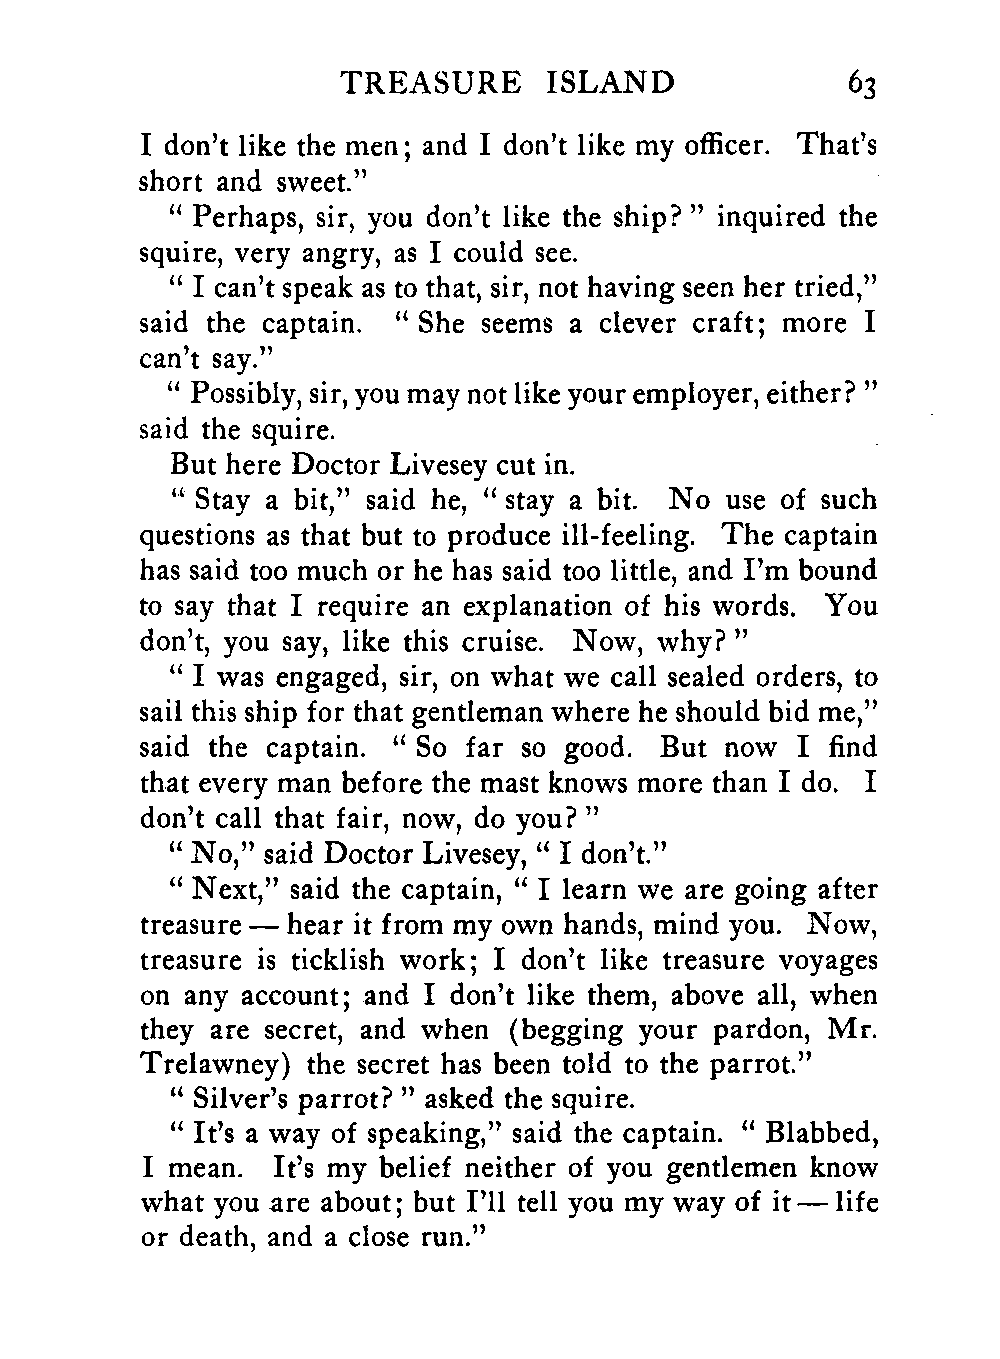 TREASURE ISLAND 63
I don't like the men; and I don't like my officer. That's
short and sweet."
" Perhaps, sir, you don't like the ship? " inquired the
squire, very angry, as I could see.
" I can't speak as to that, sir, not having seen her tried,"
said the captain. " She seems a clever craft; more I
can't say."
" Possibly, sir, you may not like your employer, either? "
said the squire.
But here Doctor Livesey cut in.
" Stay a bit," said he, " stay a bit. No use of such
questions as that but to produce ill-feeling. The captain
has said too much or he has said too little, and I'm bound
to say that I require an explanation of his words. You
don't, you say, like this cruise. Now, why? "
" I was engaged, sir, on what we call sealed orders, to
sail this ship for that gentleman where he should bid me,"
said the captain. " So far so good. But now I find
that every man before the mast knows more than I do. I
don't call that fair, now, do you? "
" No," said Doctor Livesey, " I don't."
" Next," said the captain, " I learn we are going after
treasure — hear it from my own hands, mind you. Now,
treasure is ticklish work; I don't like treasure voyages
on any account; and I don't like them, above all, when
they are secret, and when (begging your pardon, Mr.
Trelawney) the secret has been told to the parrot."
" Silver's parrot? " asked the squire.
" It's a way of speaking," said the captain. " Blabbed,
I mean. It's my belief neither of you gentlemen know
what you are about; but I'll tell you my way of it — life
or death, and a close run."